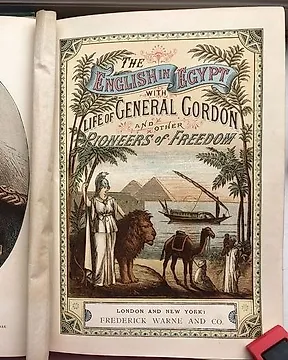 THE
ENGLISH IN EGYPT
WITH
LIFE OF GENERAL GORDON
AND OTHER
PIONEERS of FREEDOM
LONDON AND NEW YORK:
FREDERICK WARNE AND CO.